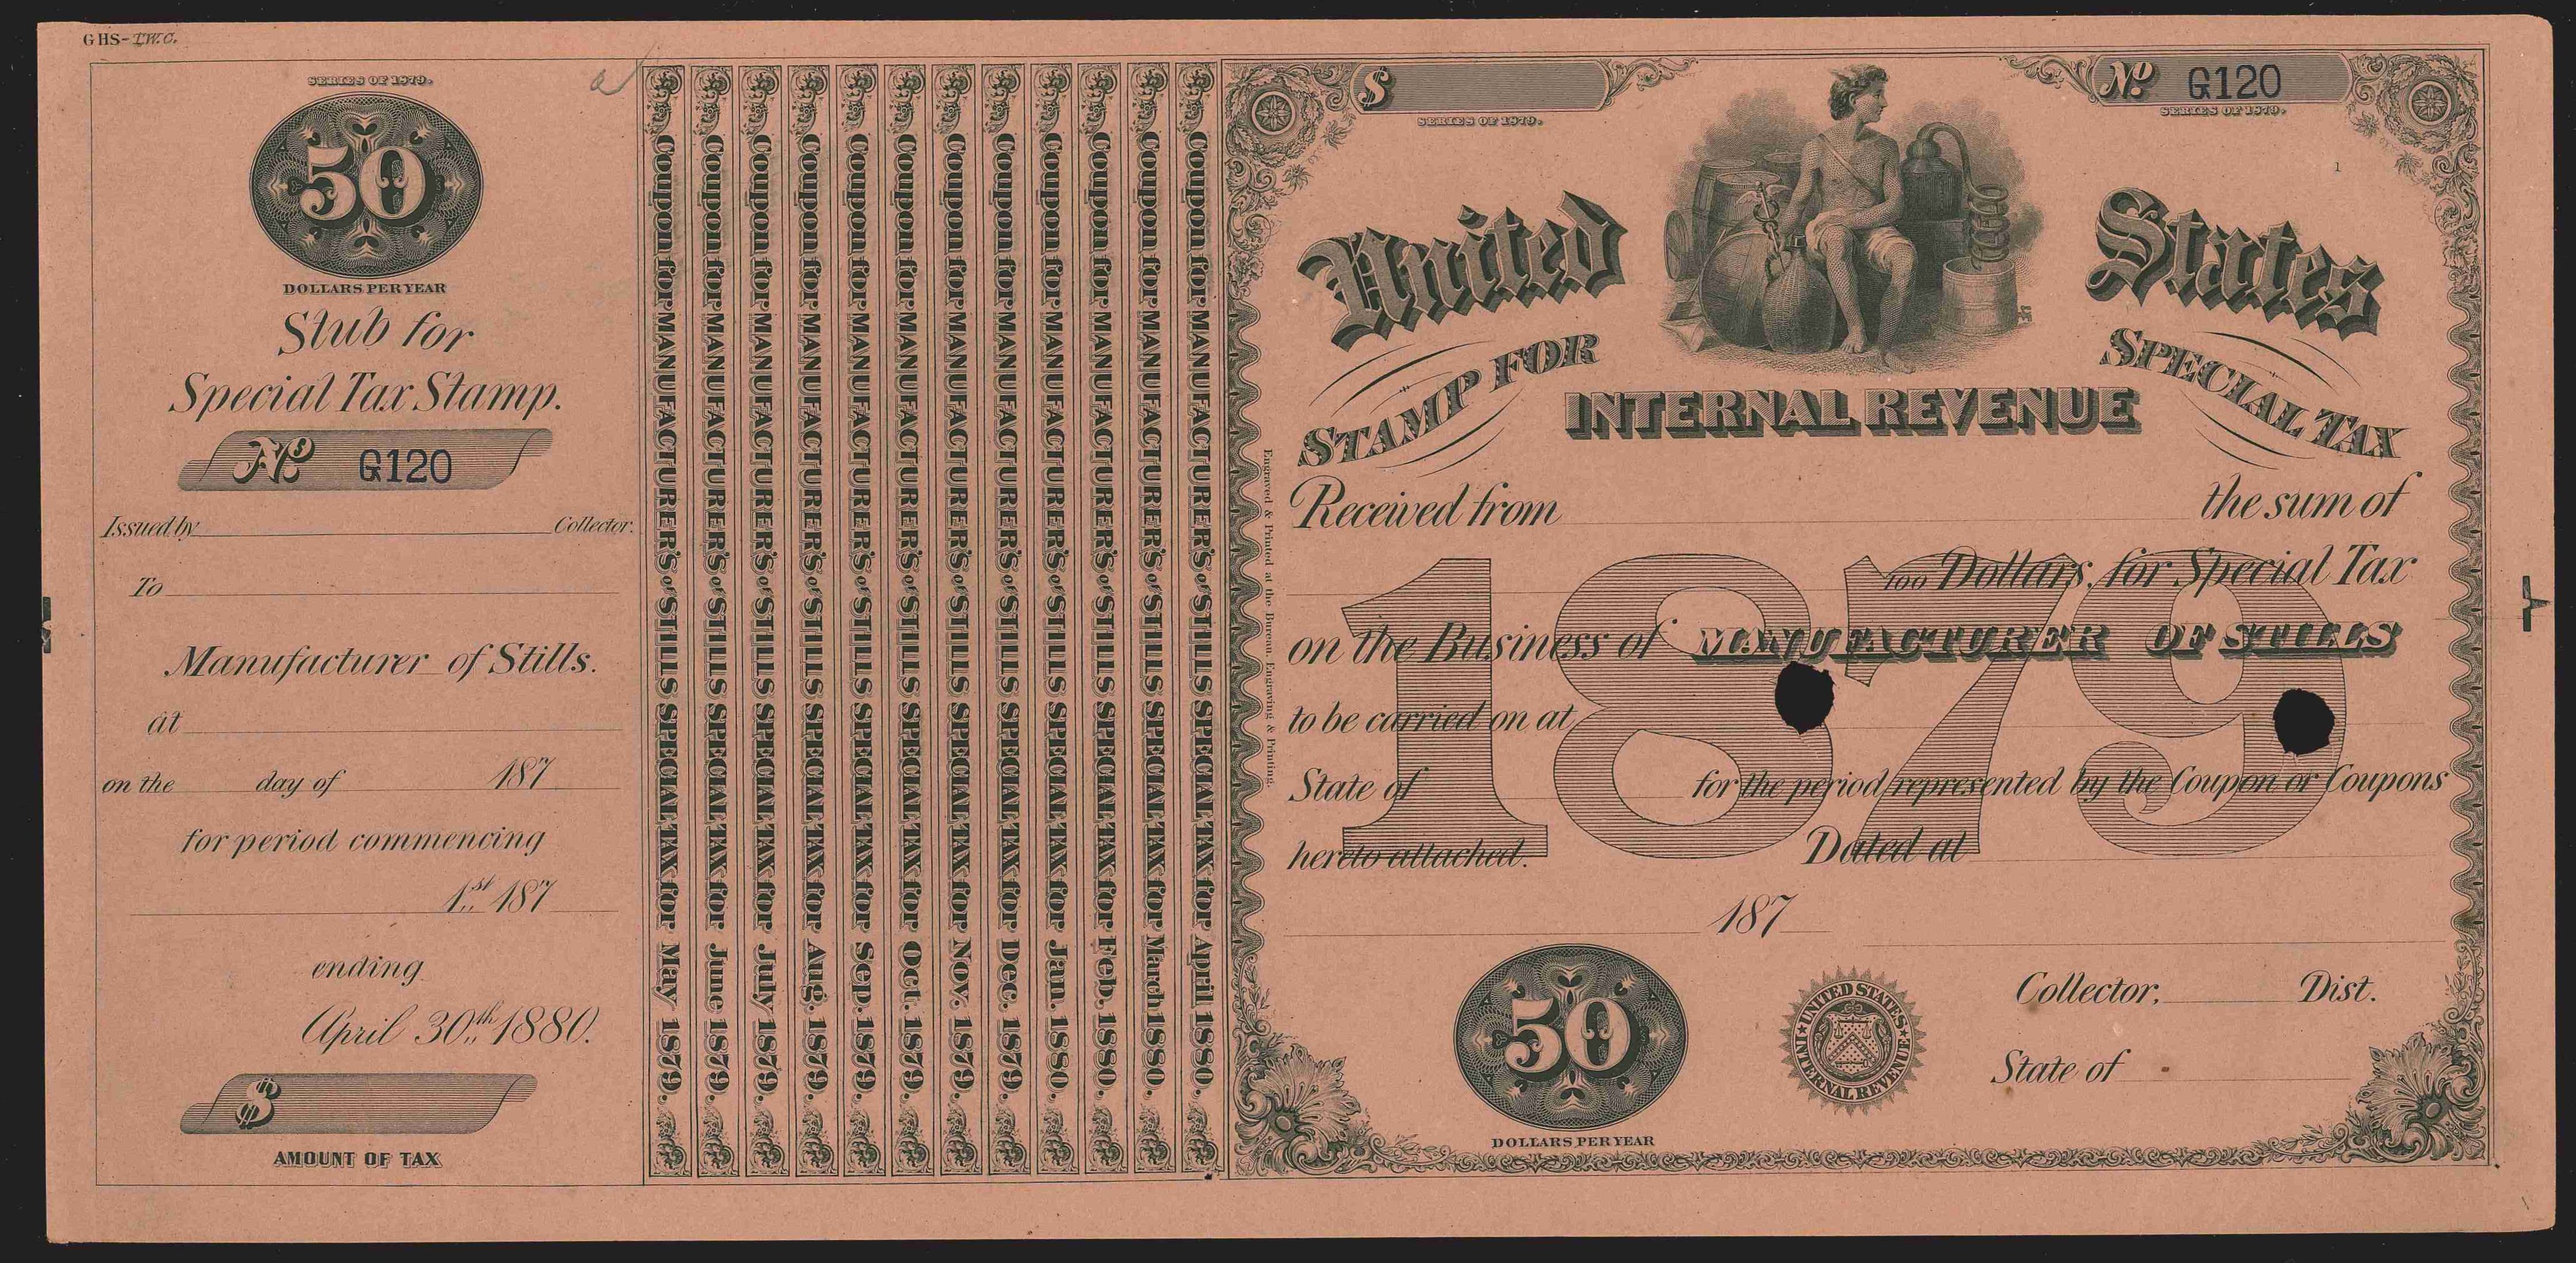 GHS-I.W.C.
SERIES OF 1879.
50
DOLLARS PER YEAR
Stub for
Special Tax Stamp.
No. G120
Issued by Collector.
To
Manufacturer of Stills.
at
on the day of 187
for period commencing
1st 187
ending
April 30th 1880.
$
AMOUNT OF TAX
Coupon for MANUFACTURER'S of STILLS SPECIAL TAX for May 1879.
Coupon for MANUFACTURER'S of STILLS SPECIAL TAX for June 1879.
Coupon for MANUFACTURER'S of STILLS SPECIAL TAX for July 1879.
Coupon for MANUFACTURER'S of STILLS SPECIAL TAX for Aug. 1879.
Coupon for MANUFACTURER'S of STILLS SPECIAL TAX for Sep. 1879.
Coupon for MANUFACTURER'S of STILLS SPECIAL TAX for Oct. 1879.
Coupon for MANUFACTURER'S of STILLS SPECIAL TAX for Nov. 1879.
Coupon for MANUFACTURER'S of STILLS SPECIAL TAX for Dec. 1879.
Coupon for MANUFACTURER'S of STILLS SPECIAL TAX for Jan. 1880.
Coupon for MANUFACTURER'S of STILLS SPECIAL TAX for Feb. 1880.
Coupon for MANUFACTURER'S of STILLS SPECIAL TAX for March 1880.
Coupon for MANUFACTURER'S of STILLS SPECIAL TAX for April 1880.
Engraved & Printed at the Bureau, Engraving & Printing.
$
SERIES OF 1879.
No. G120
SERIES OF 1879.
1
United States
STAMP FOR INTERNAL REVENUE SPECIAL TAX
Received from the sum of
100 Dollars, for Special Tax
1879
on the Business of MANUFACTURER OF STILLS
to be carried on at
State of for the period represented by the Coupon or Coupons
hereto attached. Dated at
187
50
DOLLARS PER YEAR
UNITED STATES INTERNAL REVENUE
Collector, Dist.
State of